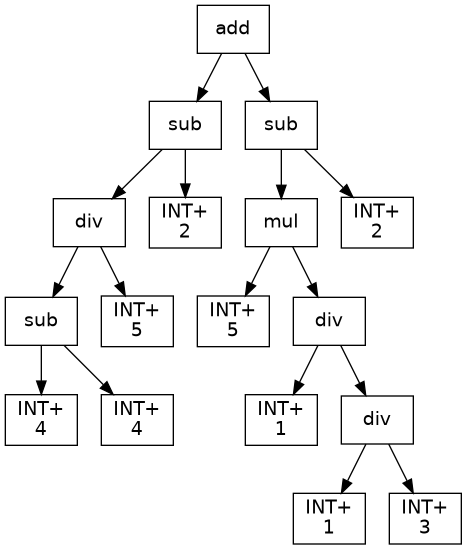 add
sub
sub
div
INT+
2
mul
INT+
2
sub
INT+
5
INT+
5
div
INT+
4
INT+
4
INT+
1
div
INT+
1
INT+
3